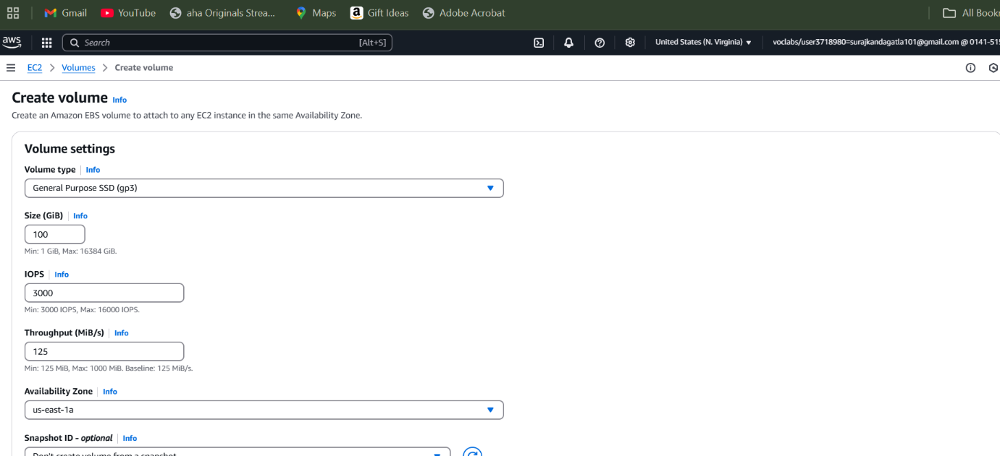 Gmail YouTube aha Originals Strea... Maps Gift Ideas Adobe Acrobat All Book
aws Search [Alt+S] United States (N. Virginia) voclabs/user3718980=surajkandagatla101@gmail.com @ 0141-515
EC2 Volumes Create volume
Create volume Info
Create an Amazon EBS volume to attach to any EC2 instance in the same Availability Zone.
Volume settings
Volume type Info
General Purpose SSD (gp3)
Size (GiB) Info
100
Min: 1 GiB, Max: 16384 GiB.
IOPS Info
3000
Min: 3000 IOPS, Max: 16000 IOPS.
Throughput (MiB/s) Info
125
Min: 125 MiB, Max: 1000 MiB. Baseline: 125 MiB/s.
Availability Zone Info
us-east-1a
Snapshot ID - optional Info
Don't create volume from a snapshot